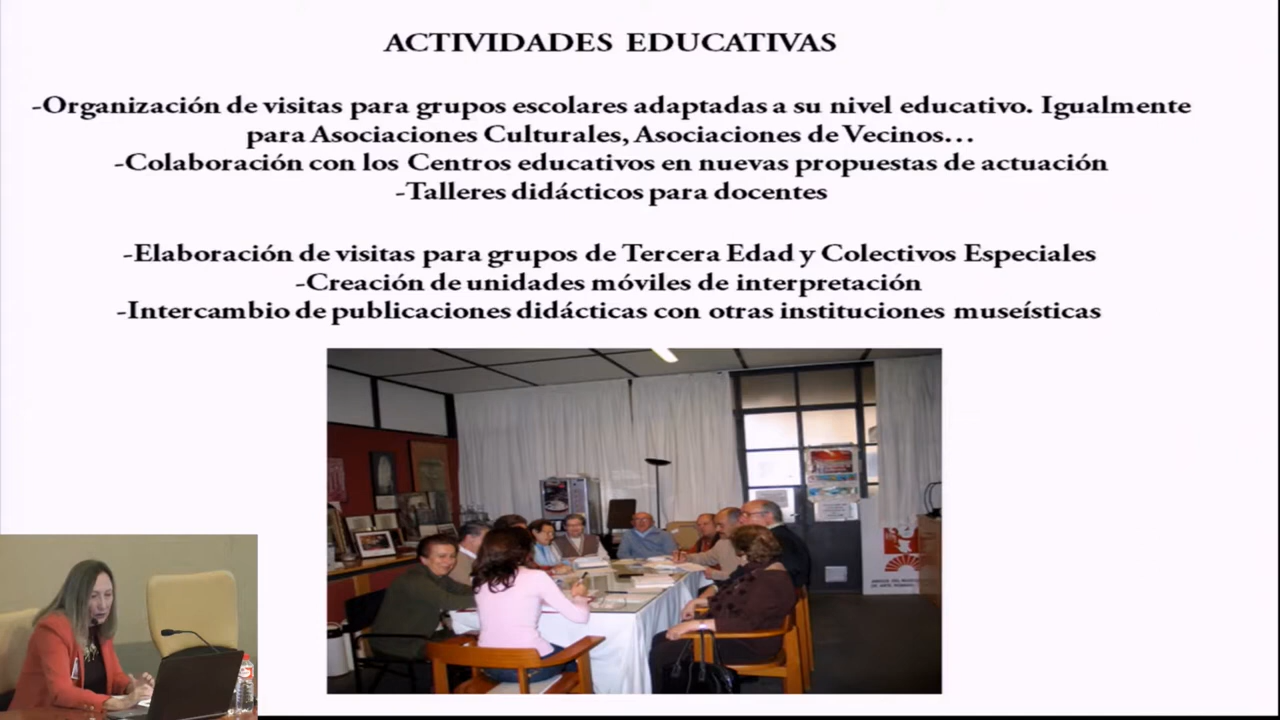 ACTIVIDADES EDUCATIVAS
-Organización de visitas para grupos escolares adaptadas a su nivel educativo. Igualmente
para Asociaciones Culturales, Asociaciones de Vecinos...
-Colaboración con los Centros educativos en nuevas propuestas de actuación
-Talleres didácticos para docentes
-Elaboración de visitas para grupos de Tercera Edad y Colectivos Especiales
-Creación de unidades móviles de interpretación
-Intercambio de publicaciones didácticas con otras instituciones museísticas